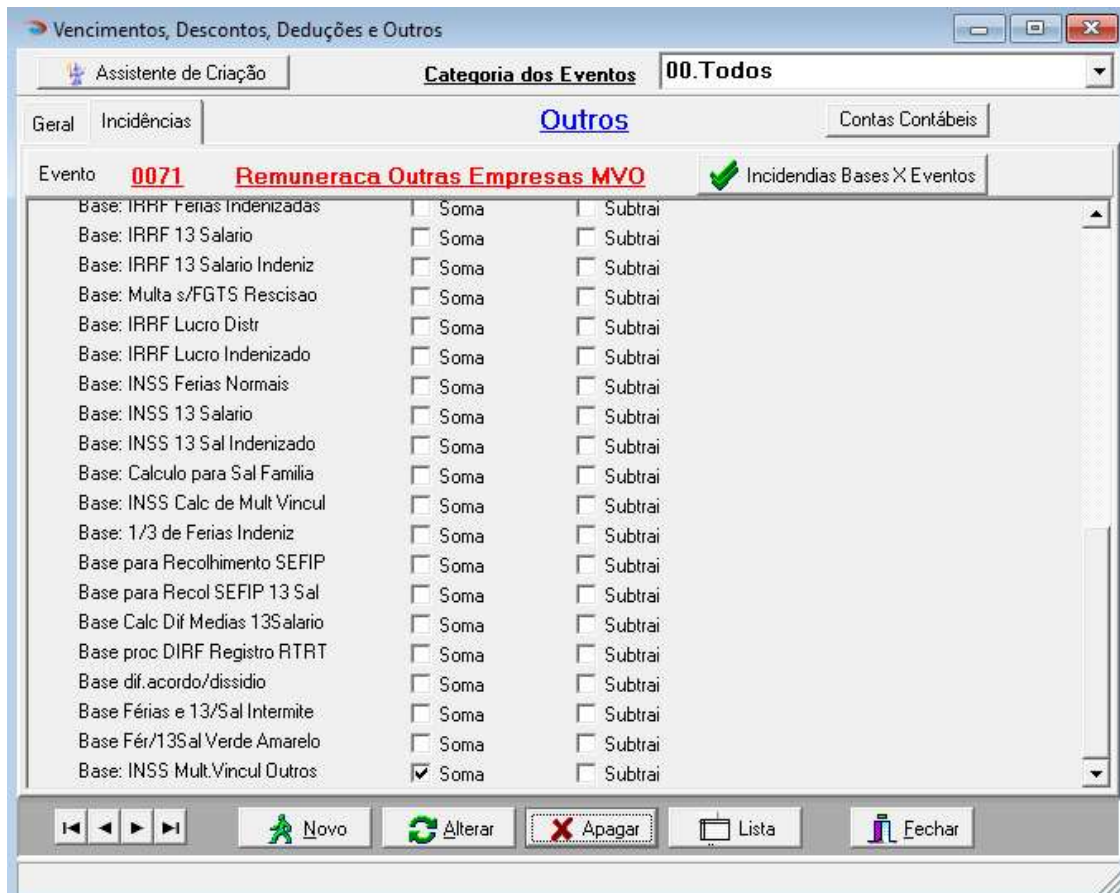 Vencimentos, Descontos, Deduções e Outros
Assistente de Criação Categoria dos Eventos 00.Todos
Geral Incidências Outros Contas Contábeis
Evento 0071 Remuneraca Outras Empresas MVO Incidendias Bases X Eventos
Base: IRRF Ferias Indenizadas Soma Subtrai
Base: IRRF 13 Salario Soma Subtrai
Base: IRRF 13 Salario Indeniz Soma Subtrai
Base: Multa s/FGTS Rescisao Soma Subtrai
Base: IRRF Lucro Distr Soma Subtrai
Base: IRRF Lucro Indenizado Soma Subtrai
Base: INSS Ferias Normais Soma Subtrai
Base: INSS 13 Salario Soma Subtrai
Base: INSS 13 Sal Indenizado Soma Subtrai
Base: Calculo para Sal Familia Soma Subtrai
Base: INSS Calc de Mult Vincul Soma Subtrai
Base: 1/3 de Ferias Indeniz Soma Subtrai
Base para Recolhimento SEFIP Soma Subtrai
Base para Recol SEFIP 13 Sal Soma Subtrai
Base Calc Dif Medias 13Salario Soma Subtrai
Base proc DIRF Registro RTRT Soma Subtrai
Base dif.acordo/dissidio Soma Subtrai
Base Férias e 13/Sal Intermite Soma Subtrai
Base Fér/13Sal Verde Amarelo Soma Subtrai
Base: INSS Mult.Vincul Outros Soma Subtrai
Novo Alterar Apagar Lista Fechar